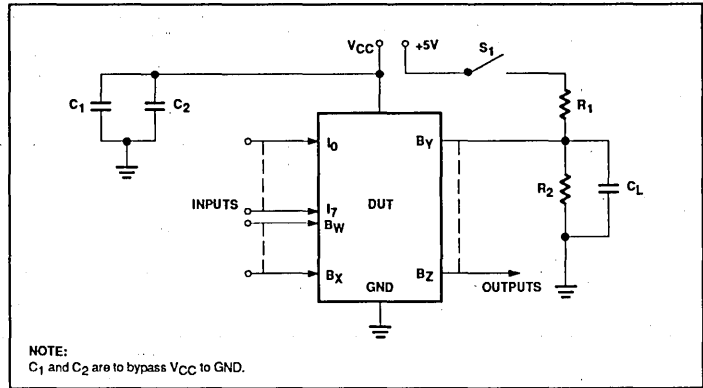 VCC +5V S1
C1 C2 R1
I0 BY
R2 CL
INPUTS I7 DUT
BW
BX BZ
GND OUTPUTS
NOTE:
C1 and C2 are to bypass VCC to GND.